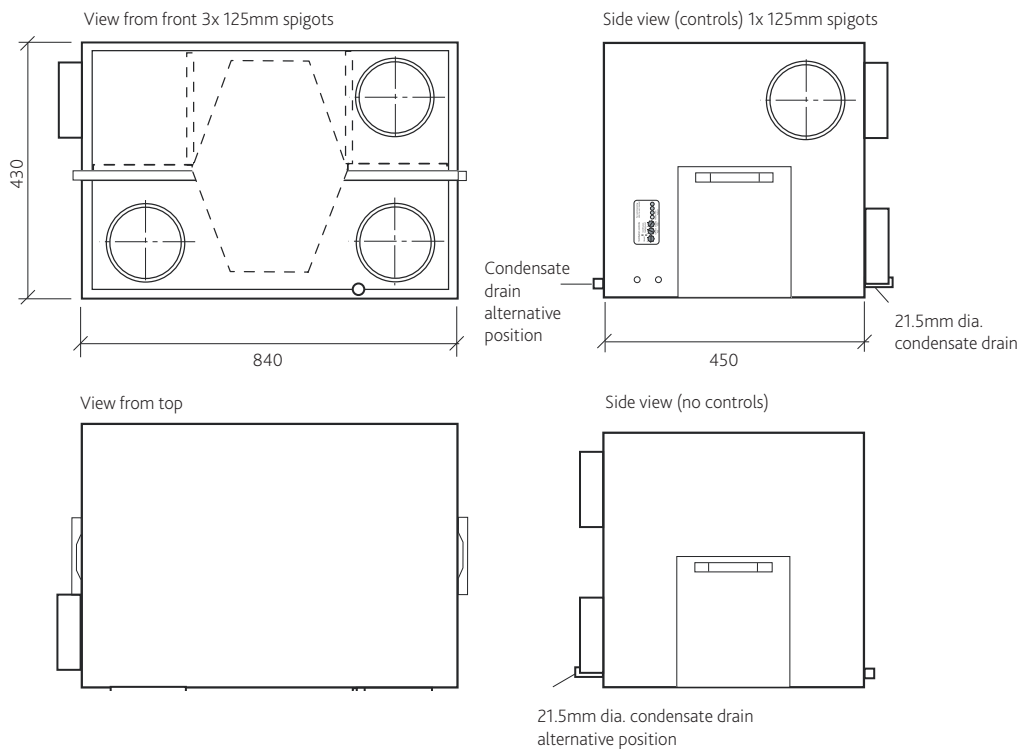 View from front 3x 125mm spigots
Side view (controls) 1x 125mm spigots
430
Condensate
drain
alternative
position
21.5mm dia.
condensate drain
840
450
View from top
Side view (no controls)
21.5mm dia. condensate drain
alternative position